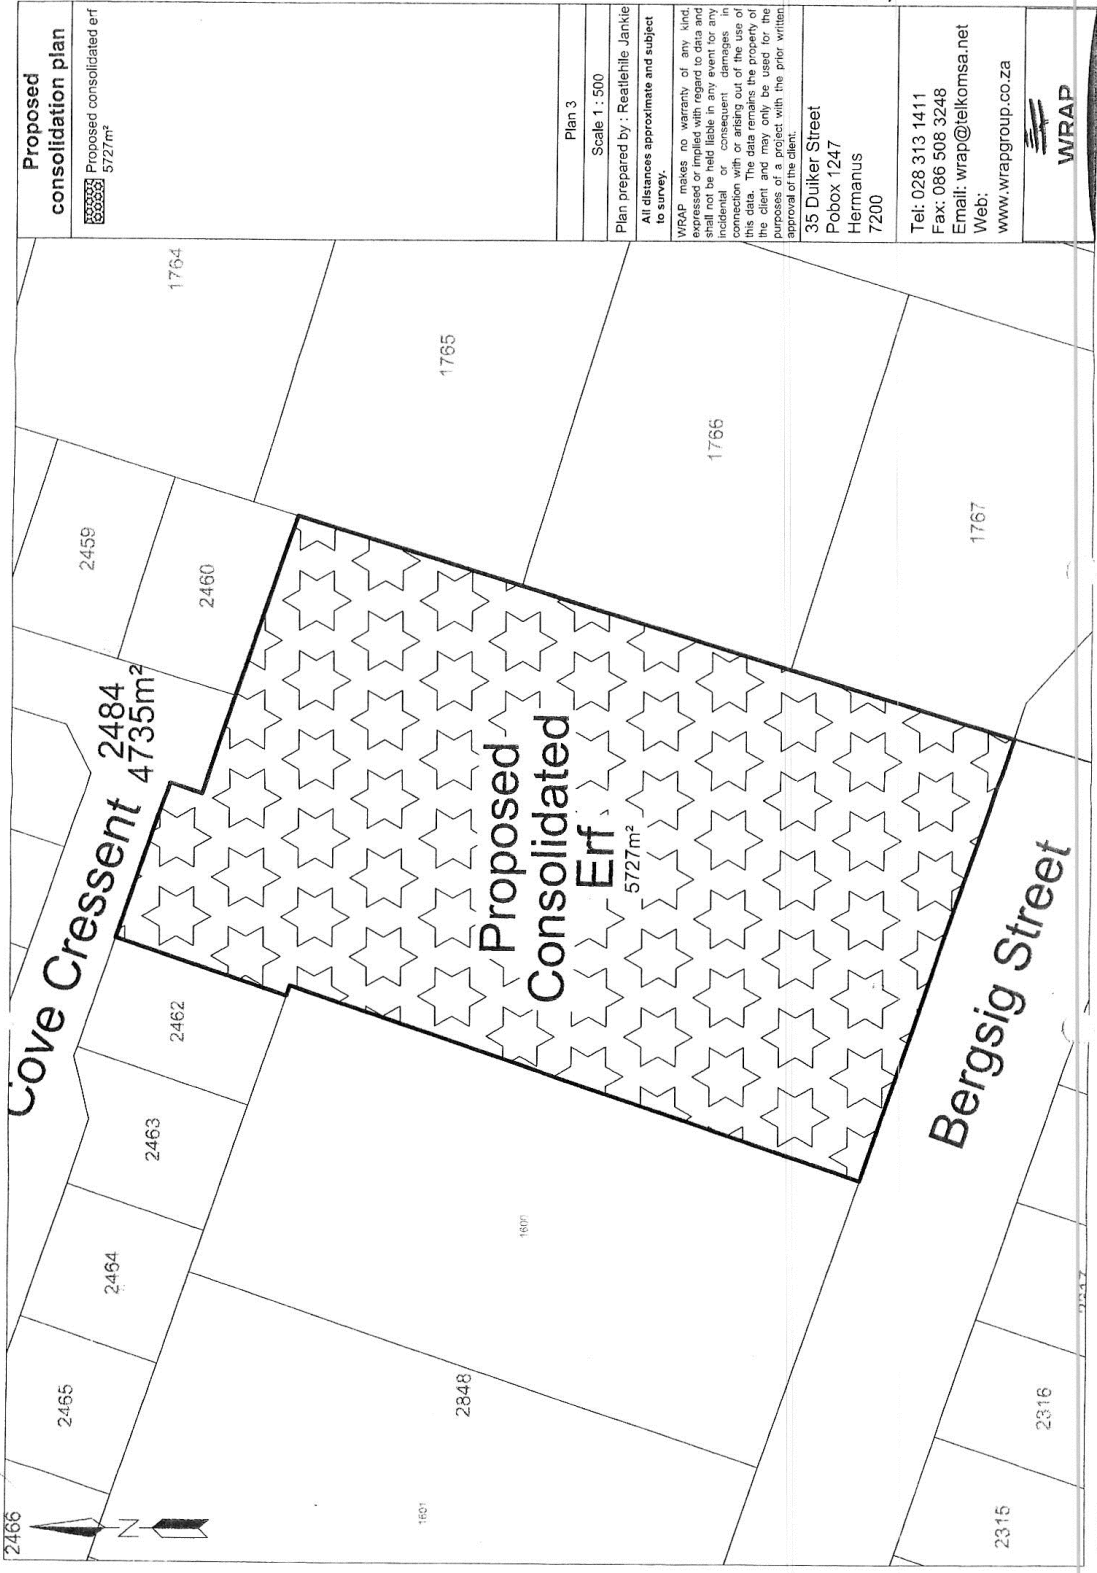 Proposed
consolidation plan
Proposed consolidated erf
5727m²
Plan 3
Scale 1 : 500
Plan prepared by : Reatlehile Jankie
All distances approximate and subject
to survey.
WRAP makes no warranty of any kind,
expressed or implied with regard to data and
shall not be held liable in any event for any
incidental or consequent damages in
connection with or arising out of the use of
this data. The data remains the property of
the client and may only be used for the
purposes of a project with the prior written
approval of the client.
35 Duiker Street
Pobox 1247
Hermanus
7200
Tel: 028 313 1411
Fax: 086 508 3248
Email: wrap@telkomsa.net
Web:
www.wrapgroup.co.za
WRAP
2466
2465
2464
2463
2462
Cove Cressent
2484
4735m²
2459
2460
1764
1765
1766
1767
N
1601
2848
1600
Proposed
Consolidated
Erf
5727m²
Bergsig Street
2315
2316